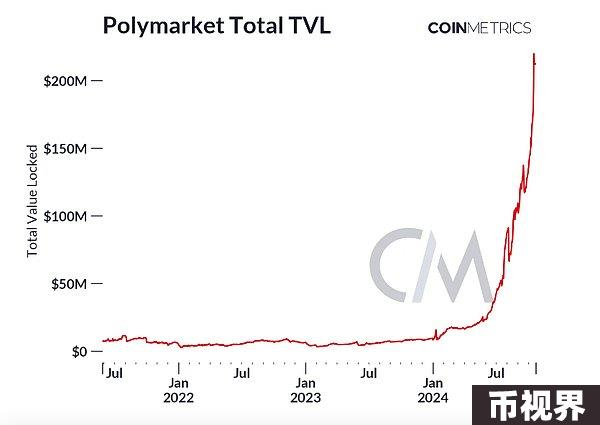 Polymarket Total TVL
COINMETRICS
Total Value Locked
$200M
$150M
$100M
$50M
$0
CM
Jul
Jan
2022
Jul
Jan
2023
Jul
Jan
2024
Jul
币视界